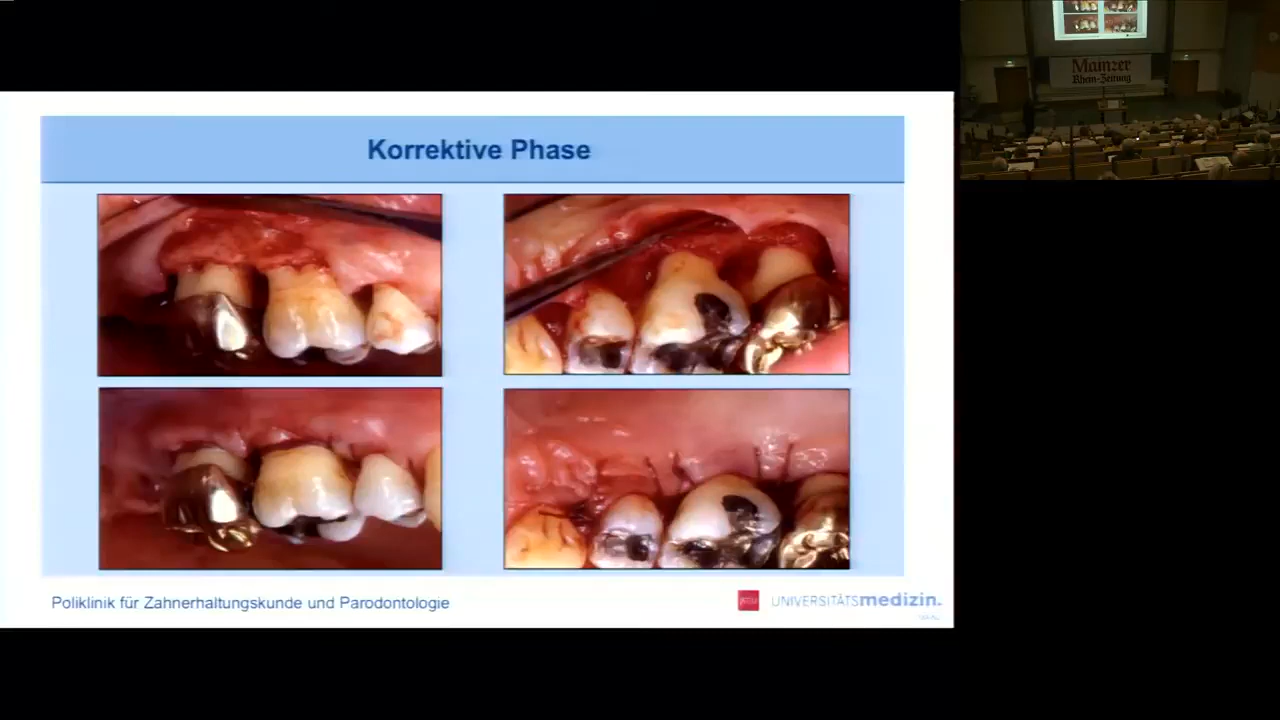 Korrektive Phase
Poliklinik für Zahnerhaltungskunde und Parodontologie
UNIVERSITÄTSmedizin.
Mainzer
Rhein-Zeitung